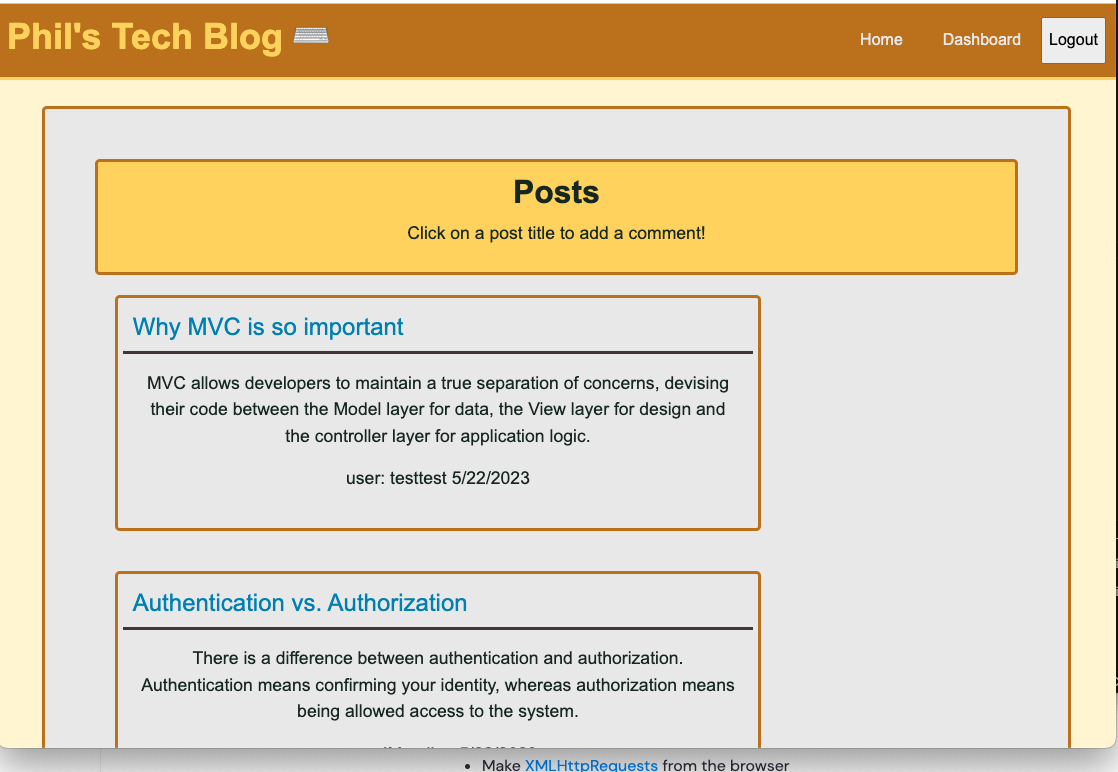 Phil's Tech Blog
Home
Dashboard
Logout
Posts
Click on a post title to add a comment!
Why MVC is so important
MVC allows developers to maintain a true separation of concerns, devising
their code between the Model layer for data, the View layer for design and
the controller layer for application logic.
user: testtest 5/22/2023
Authentication vs. Authorization
There is a difference between authentication and authorization.
Authentication means confirming your identity, whereas authorization means
being allowed access to the system.
Make XMLHttpRequests from the browser